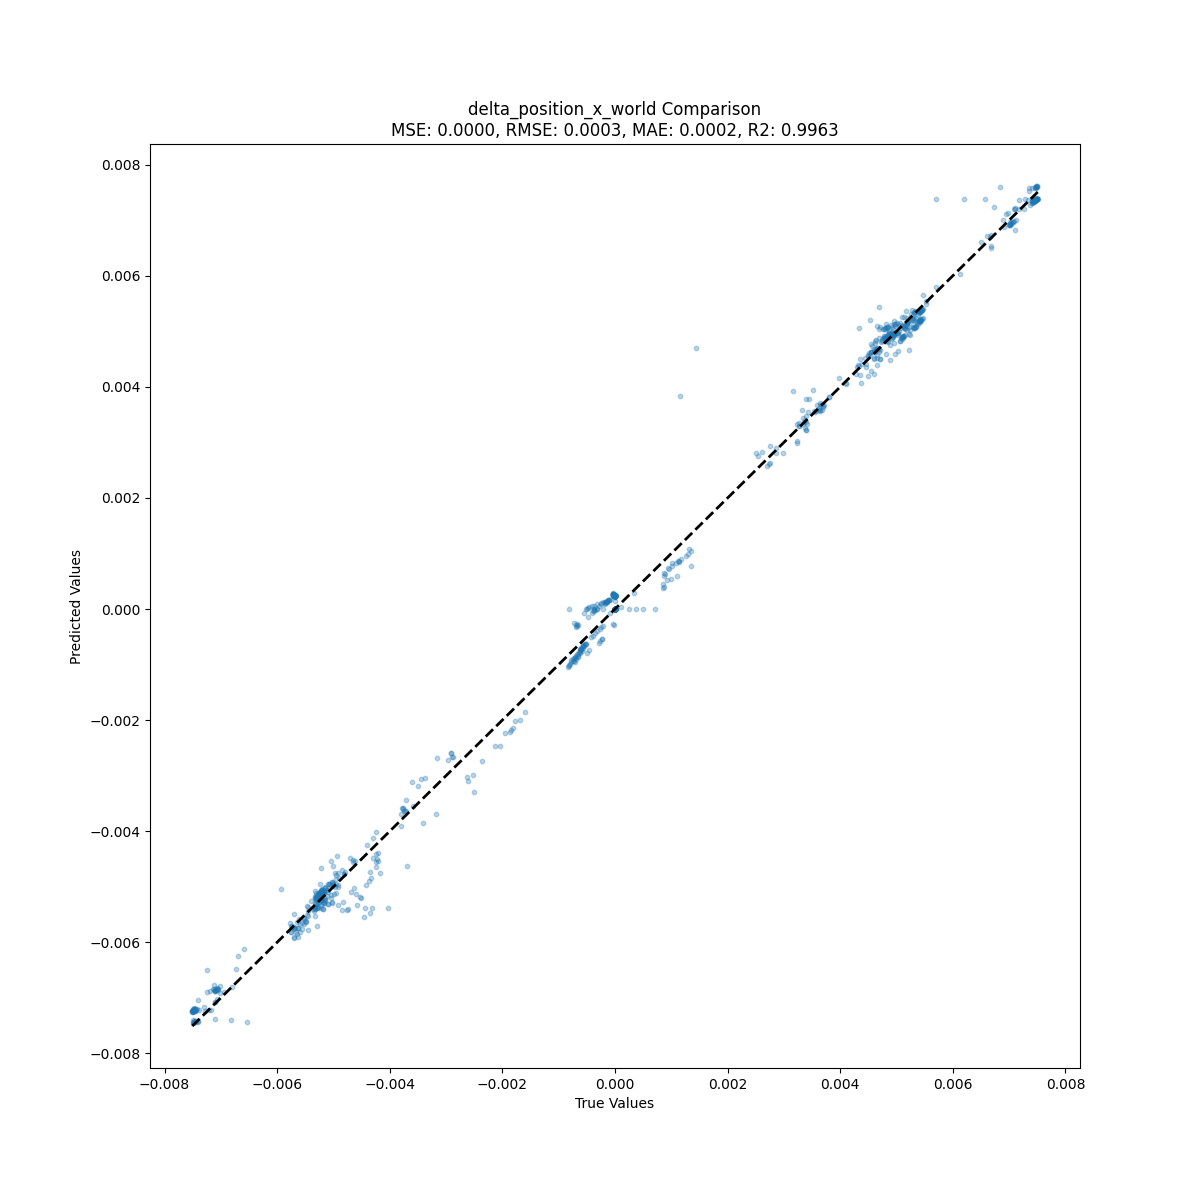 delta_position_x_world Comparison
MSE: 0.0000, RMSE: 0.0003, MAE: 0.0002, R2: 0.9963
0.008
0.006
0.004
0.002
0.000
−0.002
−0.004
−0.006
−0.008
Predicted Values
−0.008 −0.006 −0.004 −0.002 0.000 0.002 0.004 0.006 0.008
True Values